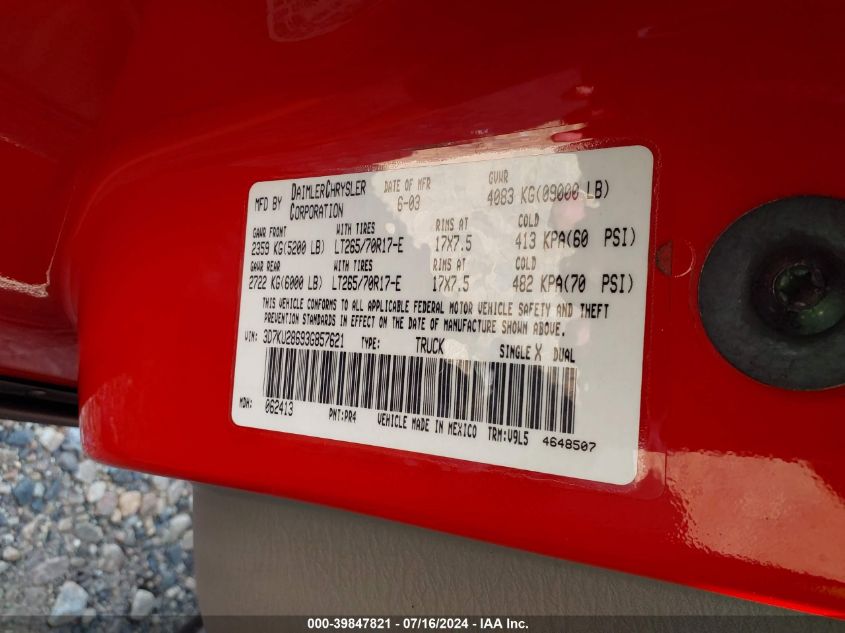 MFD BY DAIMLERCHRYSLER CORPORATION DATE OF MFR 6-03 GVWR 4083 KG(09000 LB)
GAWR FRONT WITH TIRES RIMS AT COLD
2359 KG(5200 LB) LT265/70R17-E 17X7.5 413 KPA(60 PSI)
GAWR REAR WITH TIRES RIMS AT COLD
2722 KG(6000 LB) LT265/70R17-E 17X7.5 482 KPA(70 PSI)
THIS VEHICLE CONFORMS TO ALL APPLICABLE FEDERAL MOTOR VEHICLE SAFETY AND THEFT
PREVENTION STANDARDS IN EFFECT ON THE DATE OF MANUFACTURE SHOWN ABOVE.
VIN: 3D7KU28693G857621 TYPE: TRUCK SINGLE X DUAL
MDH: 062413 PNT:PR4 VEHICLE MADE IN MEXICO TRM:V9L5 4648507
000-39847821 / 07/16/2024 - IAA Inc.